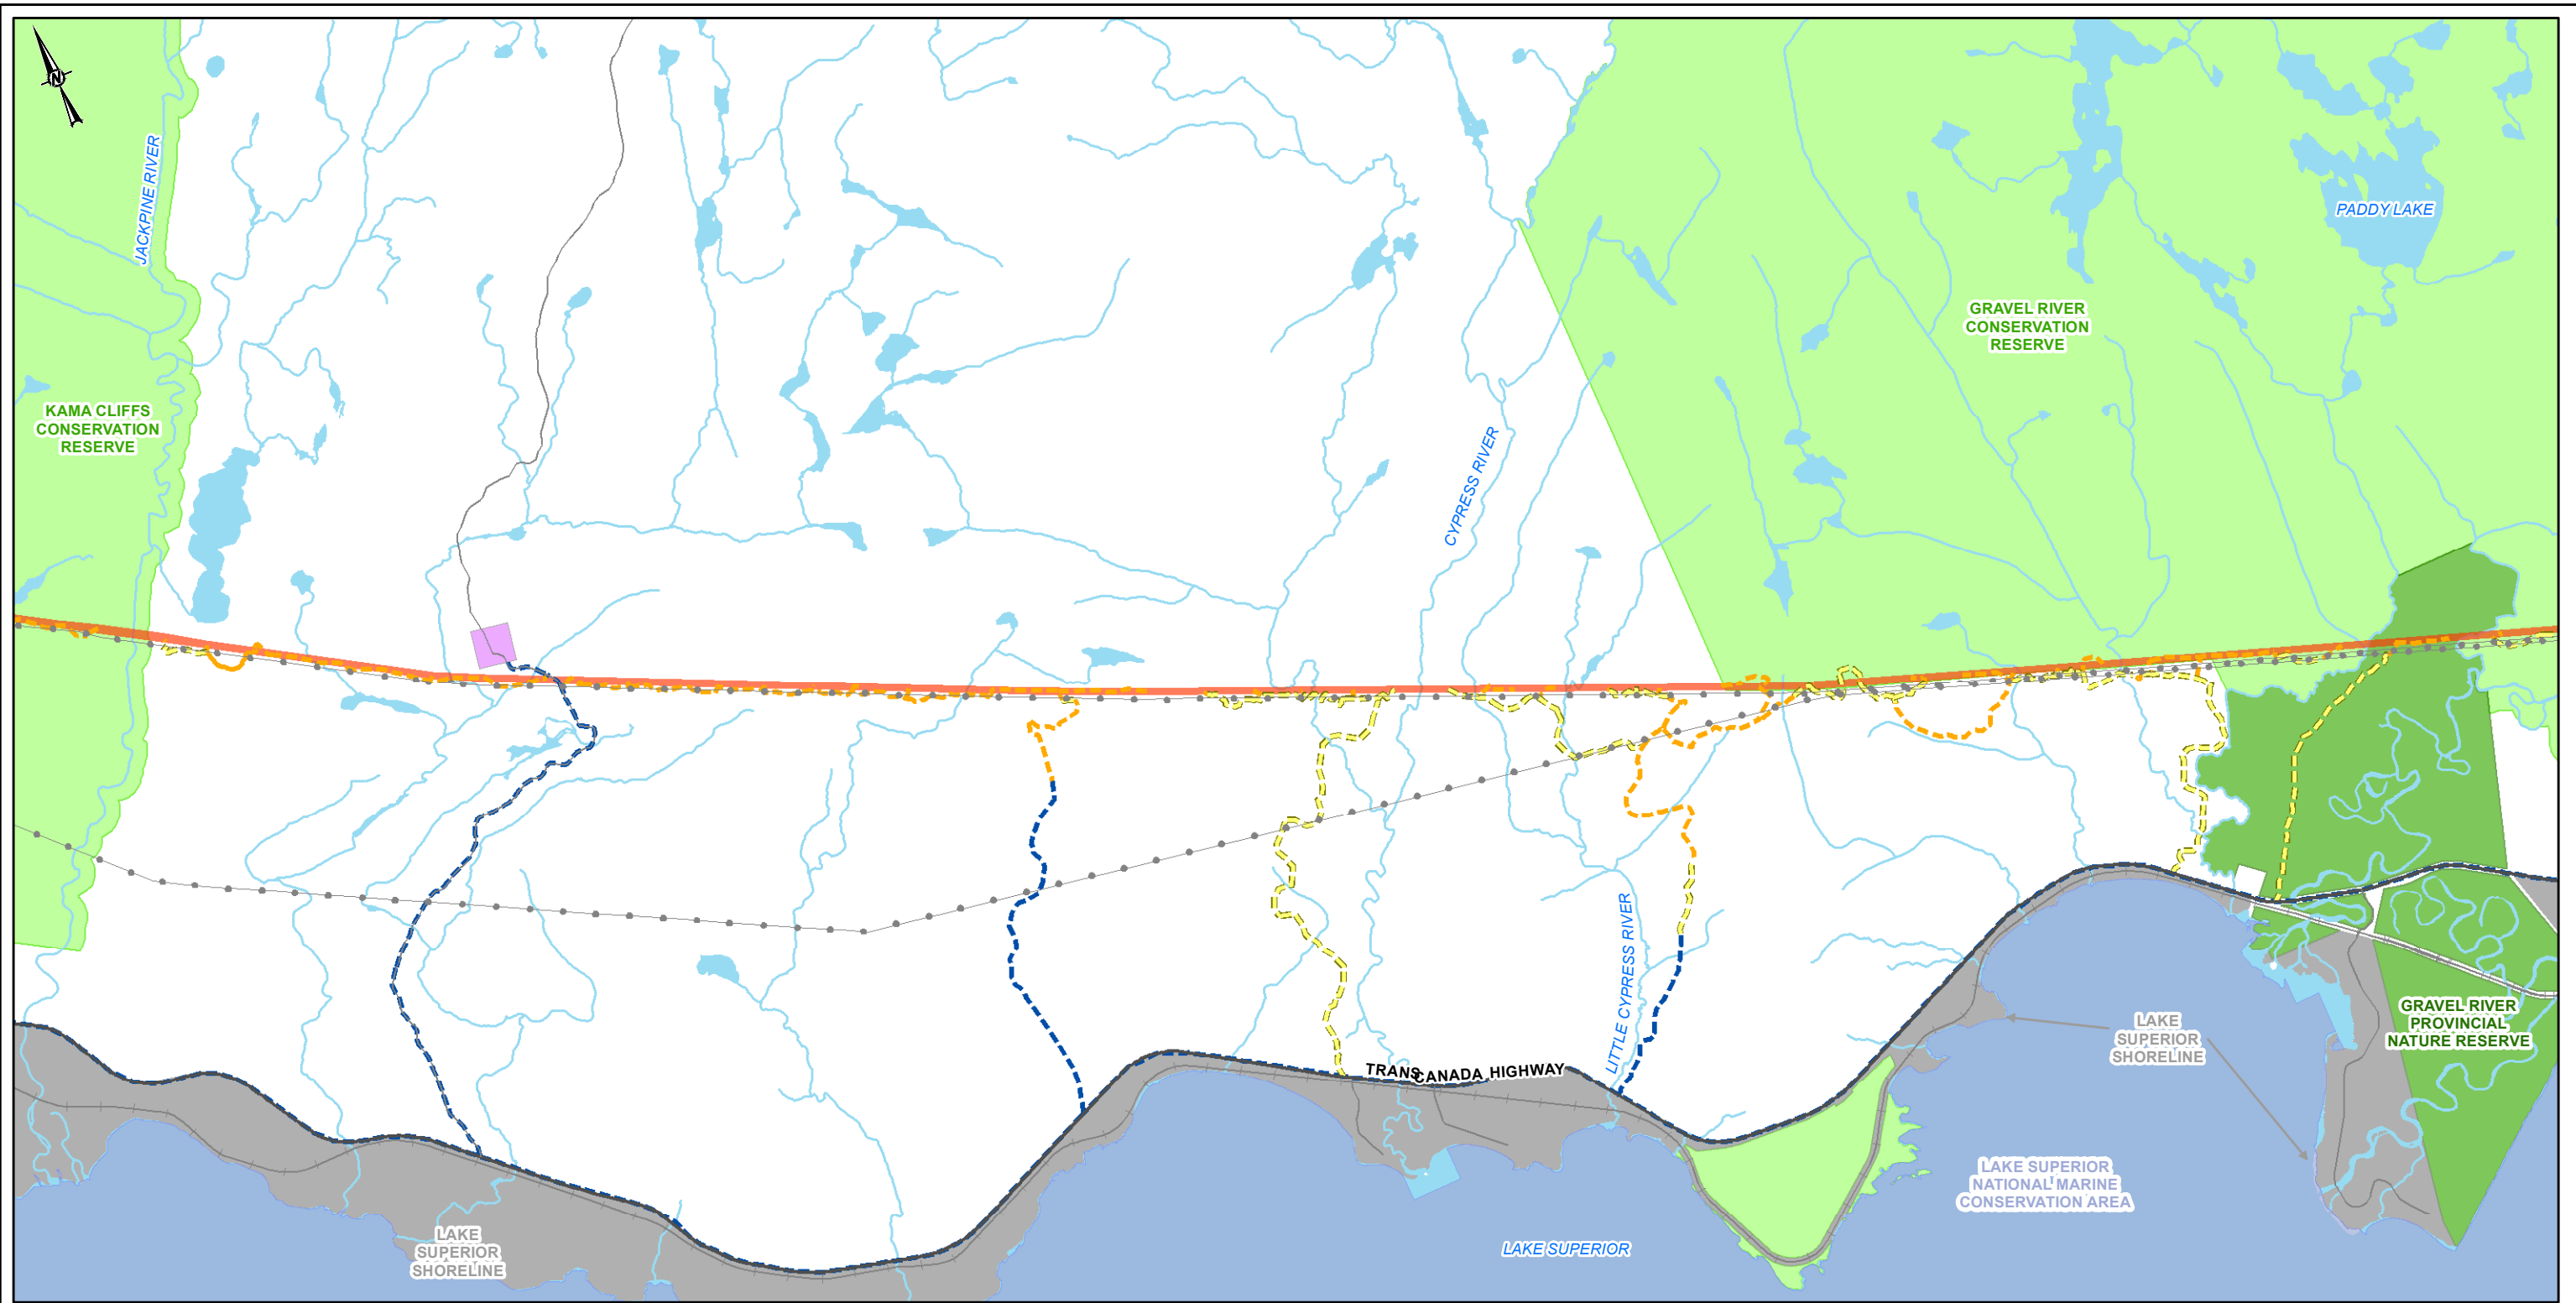 N
JACKPINE RIVER
PADDY LAKE
GRAVEL RIVER
CONSERVATION
RESERVE
KAMA CLIFFS
CONSERVATION
RESERVE
CYPRESS RIVER
LITTLE CYPRESS RIVER
GRAVEL RIVER
PROVINCIAL
NATURE RESERVE
LAKE
SUPERIOR
SHORELINE
TRANS CANADA HIGHWAY
LAKE SUPERIOR
NATIONAL MARINE
CONSERVATION AREA
LAKE
SUPERIOR
SHORELINE
LAKE SUPERIOR